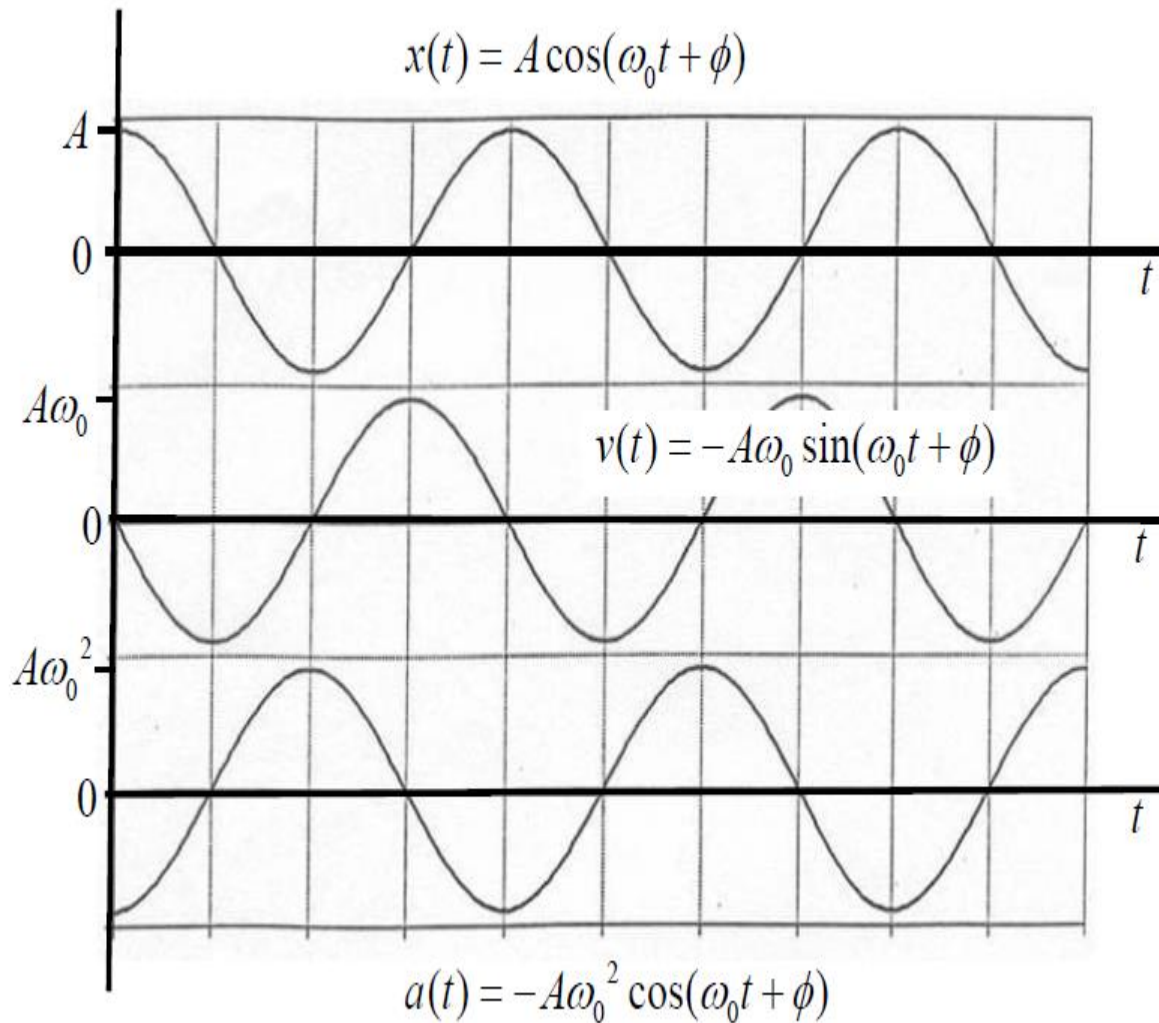 x(t) = A cos(ω₀t + ϕ)
A
0
t
Aω₀
v(t) = −Aω₀ sin(ω₀t + ϕ)
0
t
Aω₀²
0
t
a(t) = −Aω₀² cos(ω₀t + ϕ)